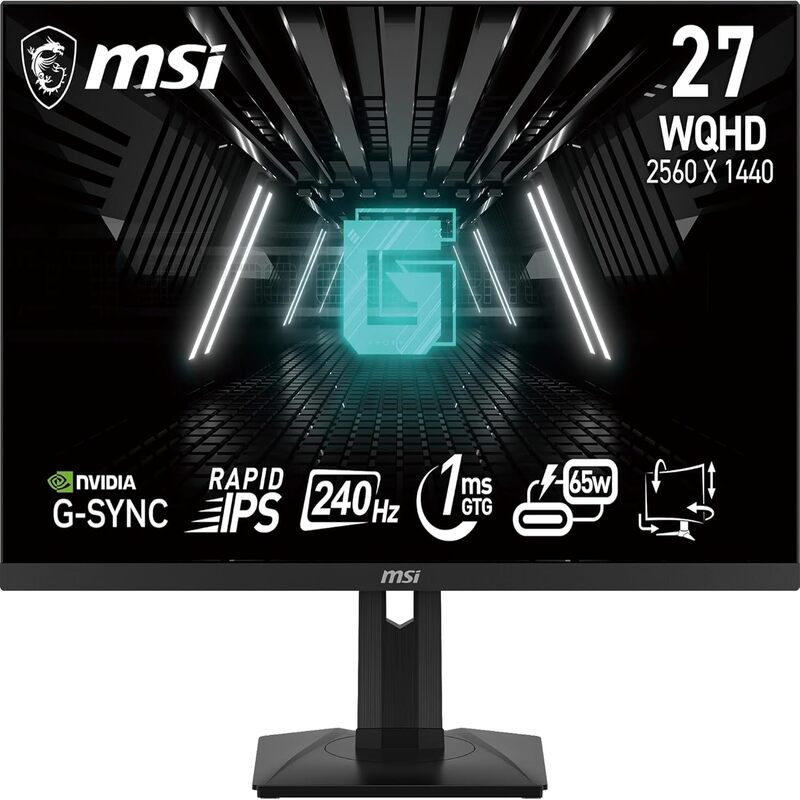 msi
27
WQHD
2560 X 1440
NVIDIA
G-SYNC
RAPID
IPS
240Hz
1ms
GTG
65W
msi